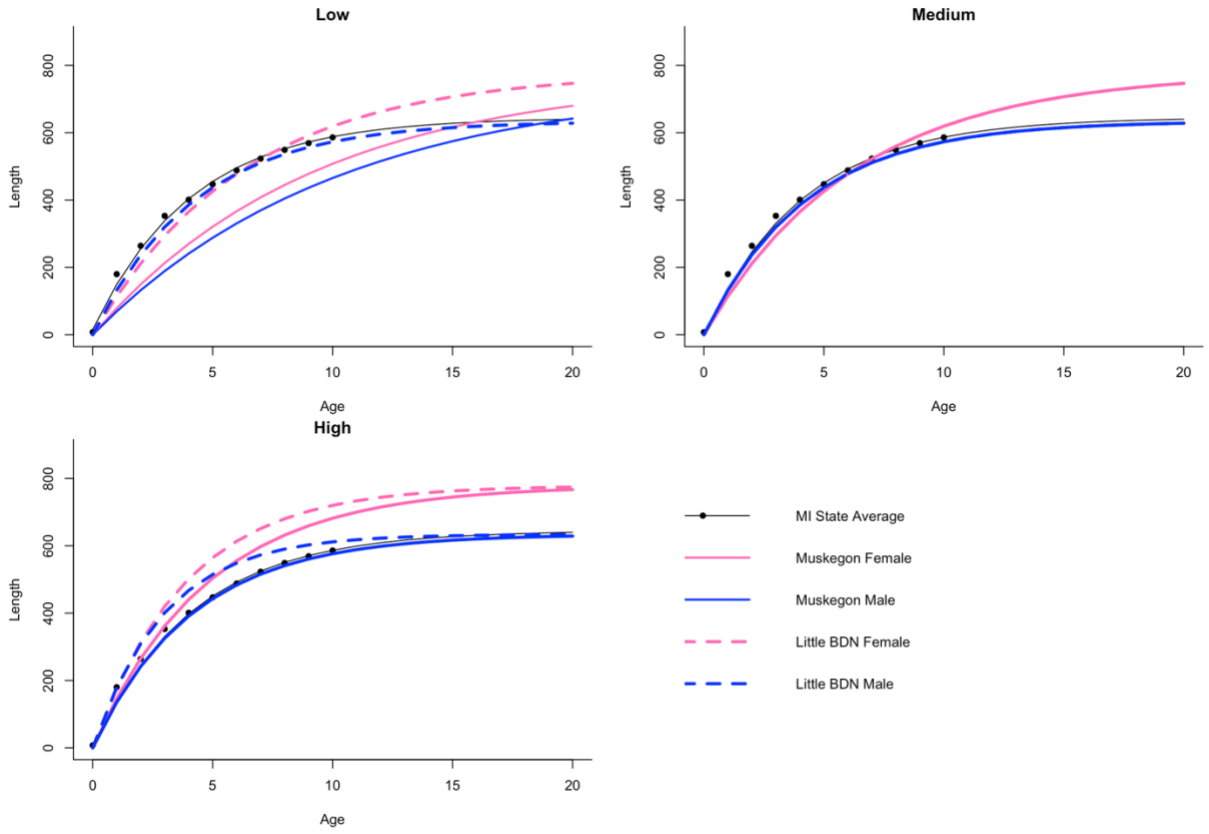 Low
Length
0
200
400
600
800
0 5 10 15 20
Age
Medium
Length
0
200
400
600
800
0 5 10 15 20
Age
High
Length
0
200
400
600
800
0 5 10 15 20
Age
MI State Average
Muskegon Female
Muskegon Male
Little BDN Female
Little BDN Male